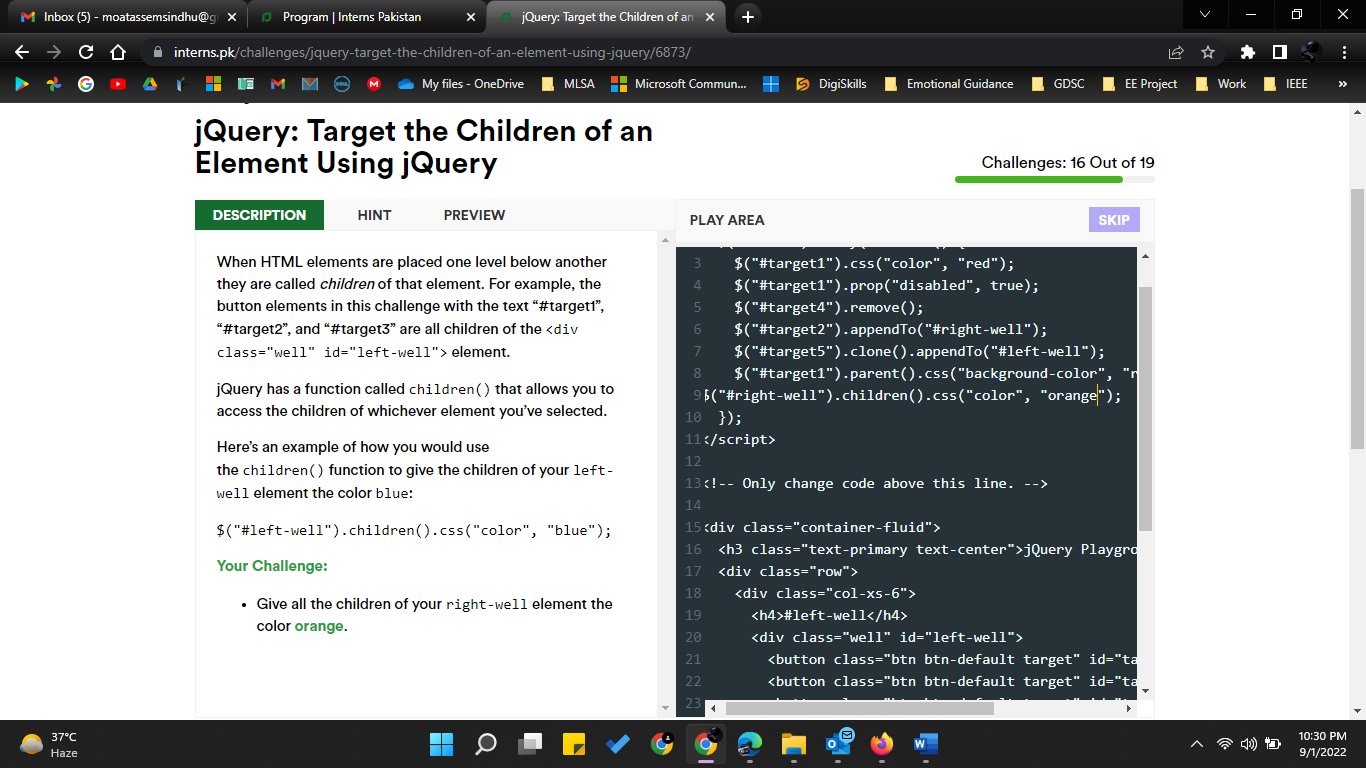 Inbox (5) - moatassemsindhu@g
Program | Interns Pakistan
jQuery: Target the Children of an
interns.pk/challenges/jquery-target-the-children-of-an-element-using-jquery/6873/
My files - OneDrive
MLSA
Microsoft Commun...
DigiSkills
Emotional Guidance
GDSC
EE Project
Work
IEEE
»
jQuery: Target the Children of an
Element Using jQuery
Challenges: 16 Out of 19
DESCRIPTION
HINT
PREVIEW
When HTML elements are placed one level below another
they are called children of that element. For example, the
button elements in this challenge with the text “#target1”,
“#target2”, and “#target3” are all children of the <div
class="well" id="left-well"> element.
jQuery has a function called children() that allows you to
access the children of whichever element you’ve selected.
Here’s an example of how you would use
the children() function to give the children of your left-
well element the color blue:
$("#left-well").children().css("color", "blue");
Your Challenge:
• Give all the children of your right-well element the
color orange.
PLAY AREA
SKIP
3 $("#target1").css("color", "red");
4 $("#target1").prop("disabled", true);
5 $("#target4").remove();
6 $("#target2").appendTo("#right-well");
7 $("#target5").clone().appendTo("#left-well");
8 $("#target1").parent().css("background-color", "r
9 $("#right-well").children().css("color", "orange");
10 });
11 </script>
12
13 <!-- Only change code above this line. -->
14
15 <div class="container-fluid">
16 <h3 class="text-primary text-center">jQuery Playgro
17 <div class="row">
18 <div class="col-xs-6">
19 <h4>#left-well</h4>
20 <div class="well" id="left-well">
21 <button class="btn btn-default target" id="ta
22 <button class="btn btn-default target" id="ta
23
37°C
Haze
10:30 PM
9/1/2022